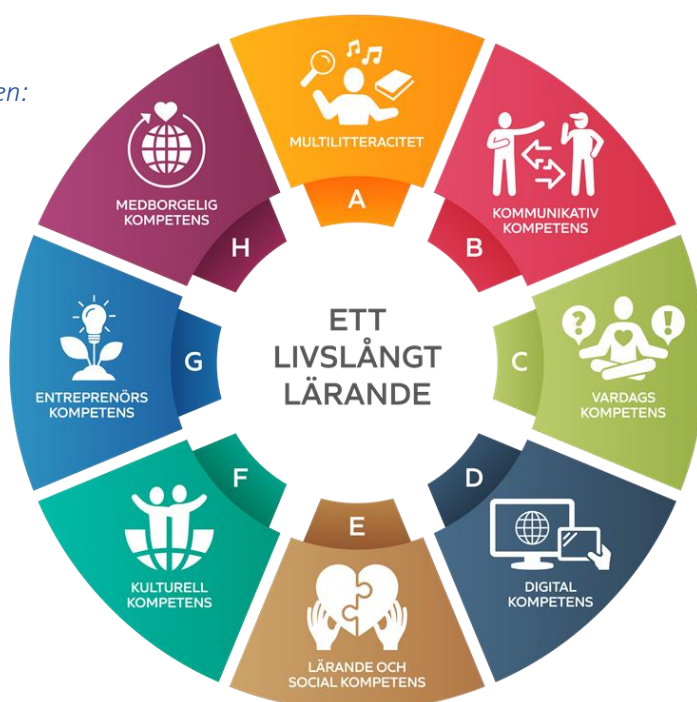 en:
MULTILITTERACITET
A
KOMMUNIKATIV
KOMPETENS
B
VARDAGS
KOMPETENS
C
DIGITAL
KOMPETENS
D
LÄRANDE OCH
SOCIAL KOMPETENS
E
KULTURELL
KOMPETENS
F
ENTREPRENÖRS
KOMPETENS
G
MEDBORGELIG
KOMPETENS
H
ETT
LIVSLÅNGT
LÄRANDE
?
!